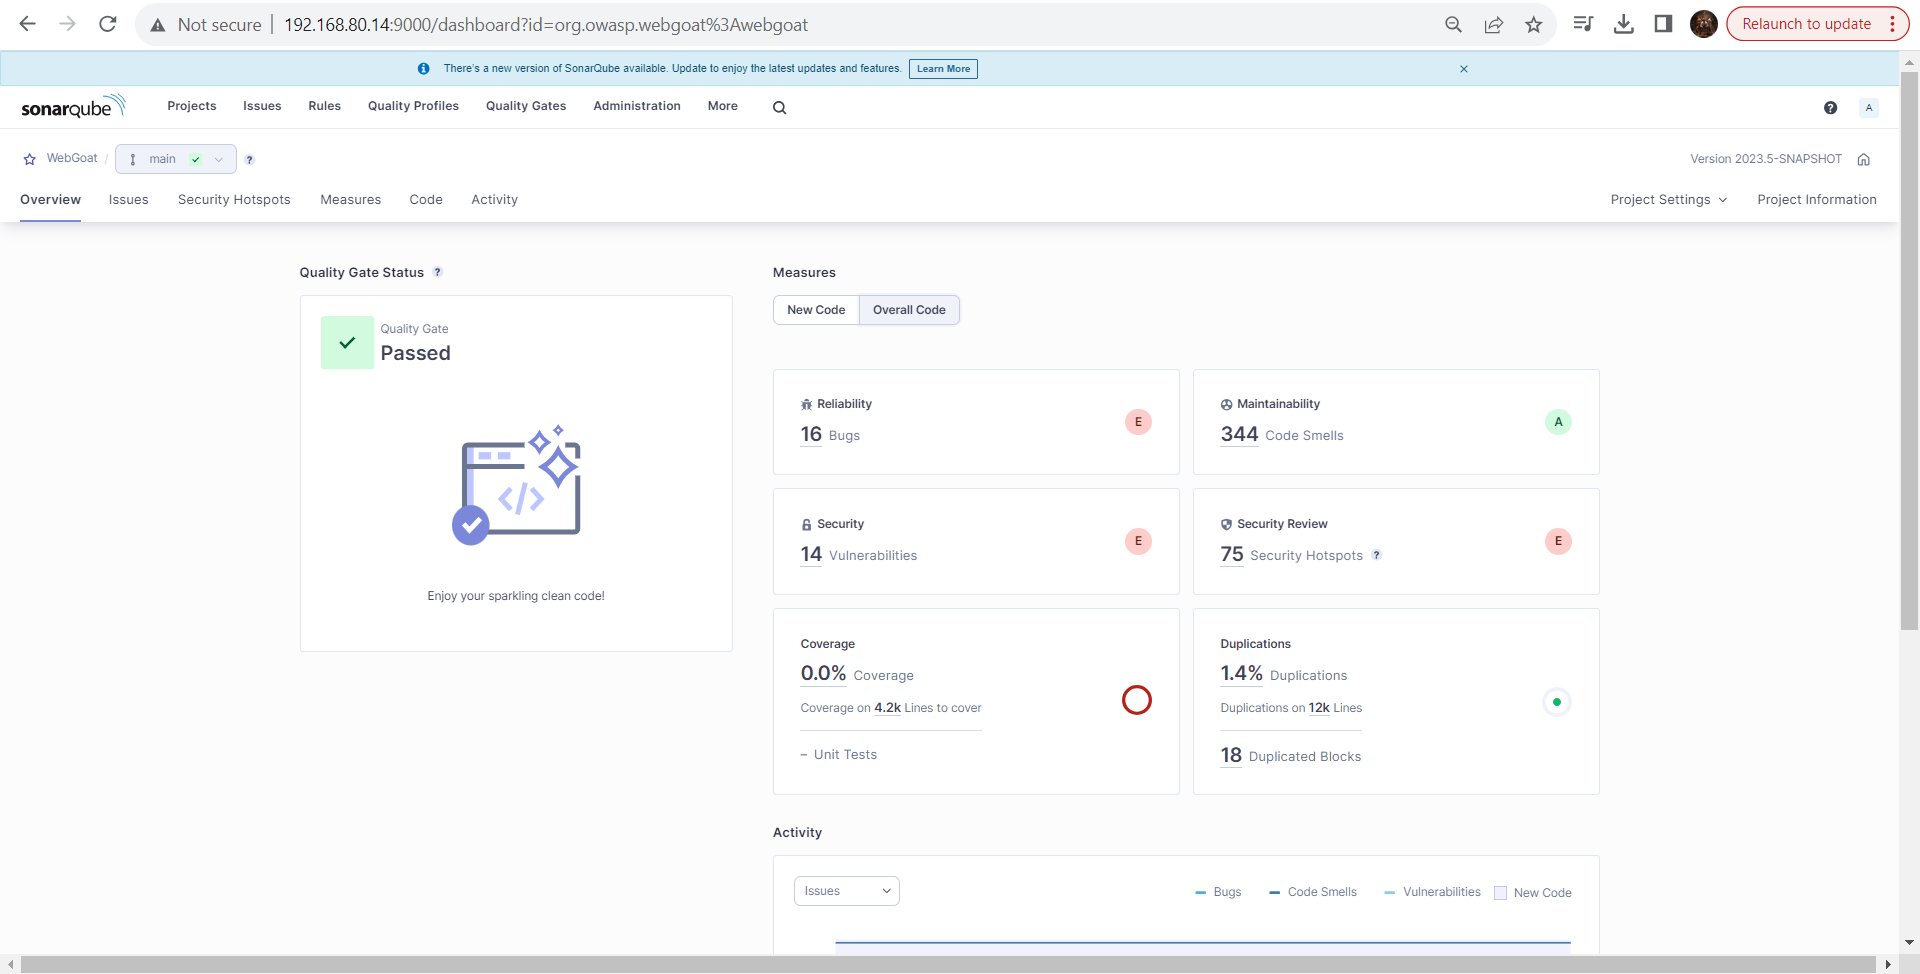 Not secure 192.168.80.14:9000/dashboard?id=org.owasp.webgoat%3Awebgoat Relaunch to update
There's a new version of SonarQube available. Update to enjoy the latest updates and features. Learn More
sonarqube Projects Issues Rules Quality Profiles Quality Gates Administration More ? A
WebGoat / main ? Version 2023.5-SNAPSHOT
Overview Issues Security Hotspots Measures Code Activity Project Settings Project Information
Quality Gate Status ?
Quality Gate
Passed
</>
Enjoy your sparkling clean code!
Measures
New Code Overall Code
Reliability
16 Bugs E
Maintainability
344 Code Smells A
Security
14 Vulnerabilities E
Security Review
75 Security Hotspots ? E
Coverage
0.0% Coverage
Coverage on 4.2k Lines to cover
– Unit Tests
Duplications
1.4% Duplications
Duplications on 12k Lines
18 Duplicated Blocks
Activity
Issues Bugs Code Smells Vulnerabilities New Code